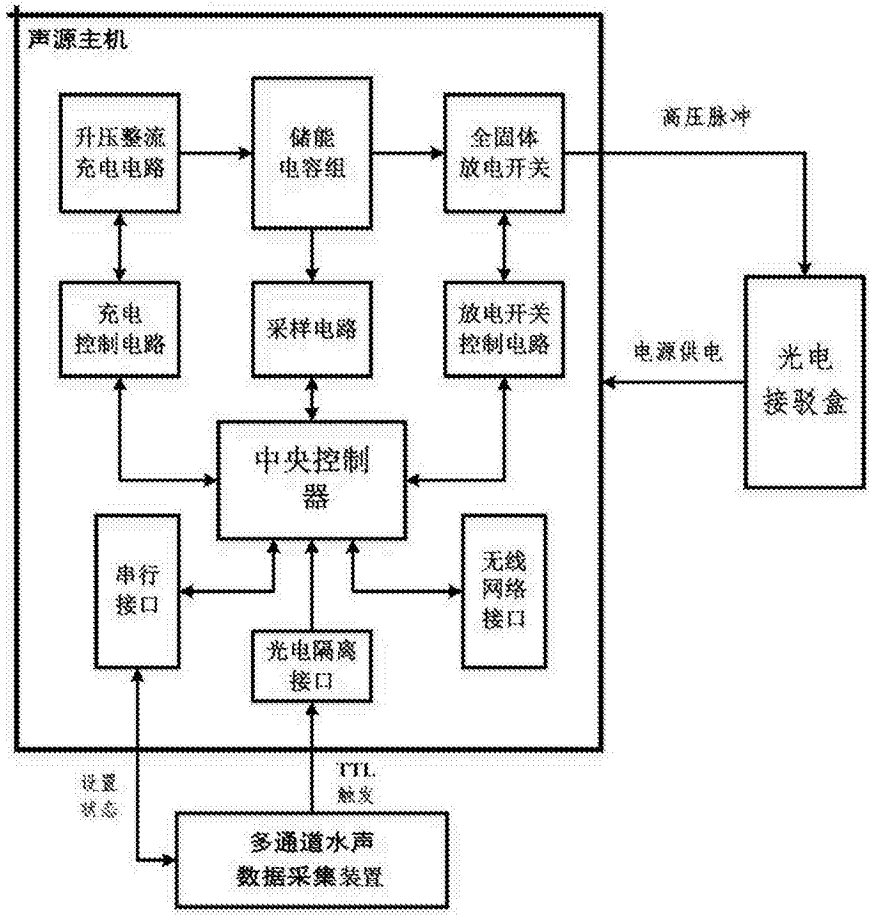 声源主机
升压整流
充电电路
储能
电容组
全固体
放电开关
高压脉冲
充电
控制电路
采样电路
放电开关
控制电路
电源供电
光电
接驳盒
中央控制
器
串行
接口
无线
网络
接口
光电隔离
接口
设置
状态
TTL
触发
多通道水声
数据采集装置